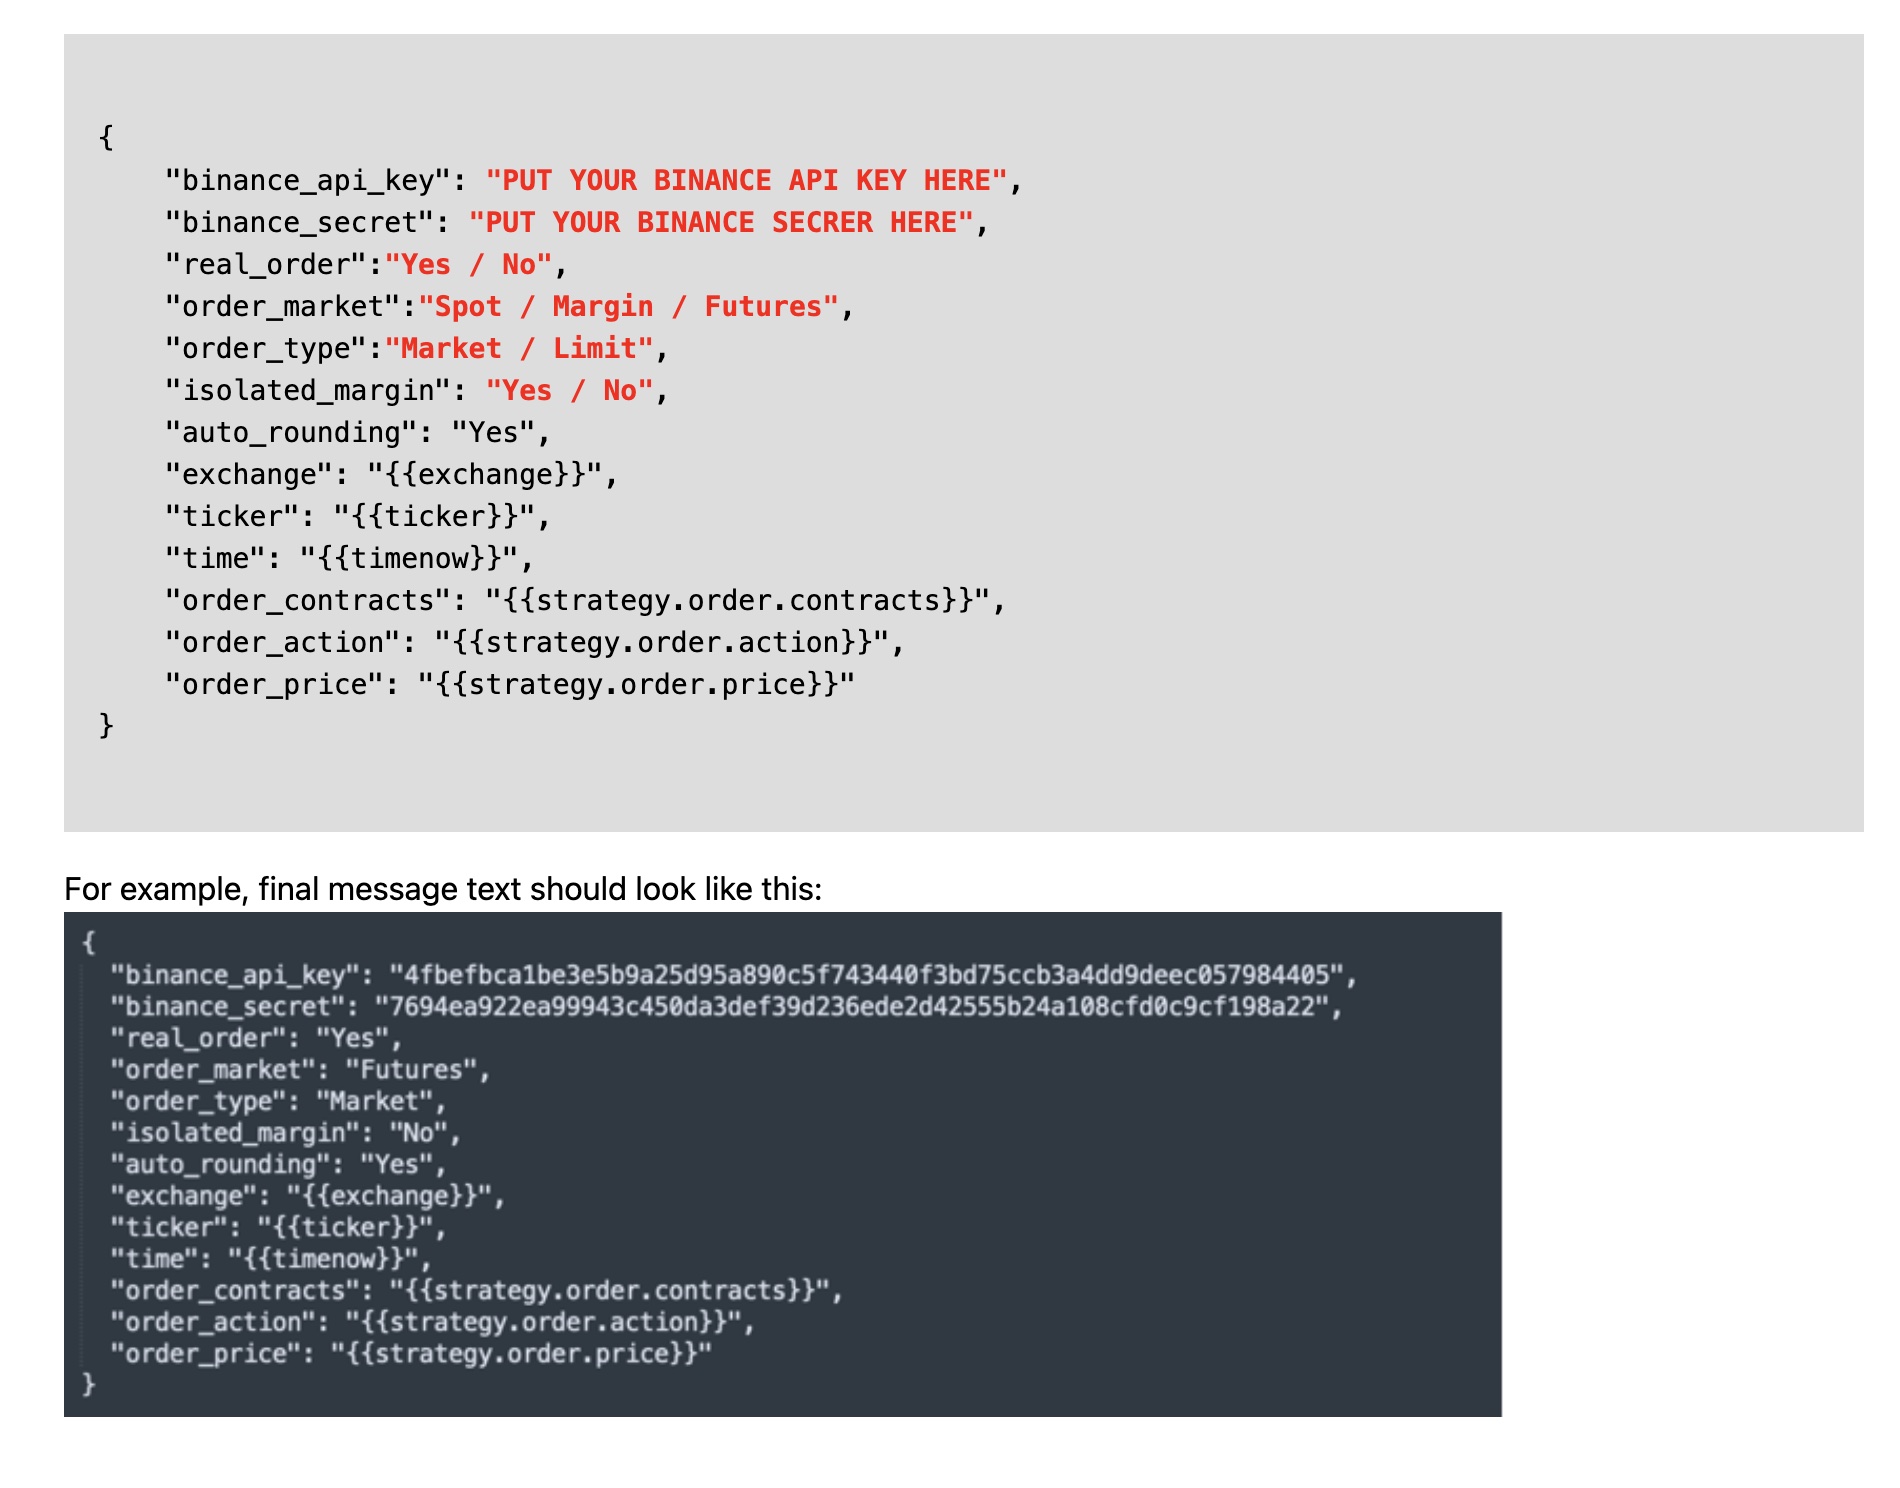 {
"binance_api_key": "PUT YOUR BINANCE API KEY HERE",
"binance_secret": "PUT YOUR BINANCE SECRER HERE",
"real_order":"Yes / No",
"order_market":"Spot / Margin / Futures",
"order_type":"Market / Limit",
"isolated_margin": "Yes / No",
"auto_rounding": "Yes",
"exchange": "{{exchange}}",
"ticker": "{{ticker}}",
"time": "{{timenow}}",
"order_contracts": "{{strategy.order.contracts}}",
"order_action": "{{strategy.order.action}}",
"order_price": "{{strategy.order.price}}"
}
For example, final message text should look like this:
{
"binance_api_key": "4fbefbca1be3e5b9a25d95a890c5f743440f3bd75ccb3a4dd9deec057984405",
"binance_secret": "7694ea922ea99943c450da3def39d236ede2d42555b24a108cfd0c9cf198a22",
"real_order": "Yes",
"order_market": "Futures",
"order_type": "Market",
"isolated_margin": "No",
"auto_rounding": "Yes",
"exchange": "{{exchange}}",
"ticker": "{{ticker}}",
"time": "{{timenow}}",
"order_contracts": "{{strategy.order.contracts}}",
"order_action": "{{strategy.order.action}}",
"order_price": "{{strategy.order.price}}"
}